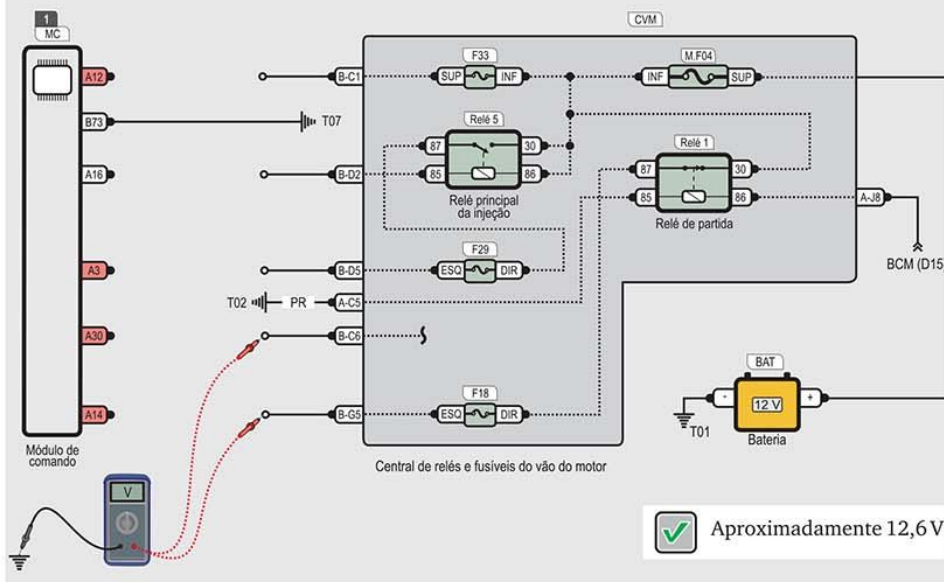 1
MC
CVM
F33
M.F04
A12
B-C1
SUP
INF
INF
SUP
B73
T07
Relé 5
87
30
Relé 1
A16
B-D2
85
86
87
30
Relé principal
da injeção
85
86
A-J8
Relé de partida
F29
BCM (D15
A3
B-D5
ESQ
DIR
T02
PR
A-C5
A30
B-C6
BAT
F18
-
12 V
+
A14
B-G5
ESQ
DIR
T01
Bateria
Módulo de
comando
Central de relés e fusíveis do vão do motor
V
Aproximadamente 12,6 V